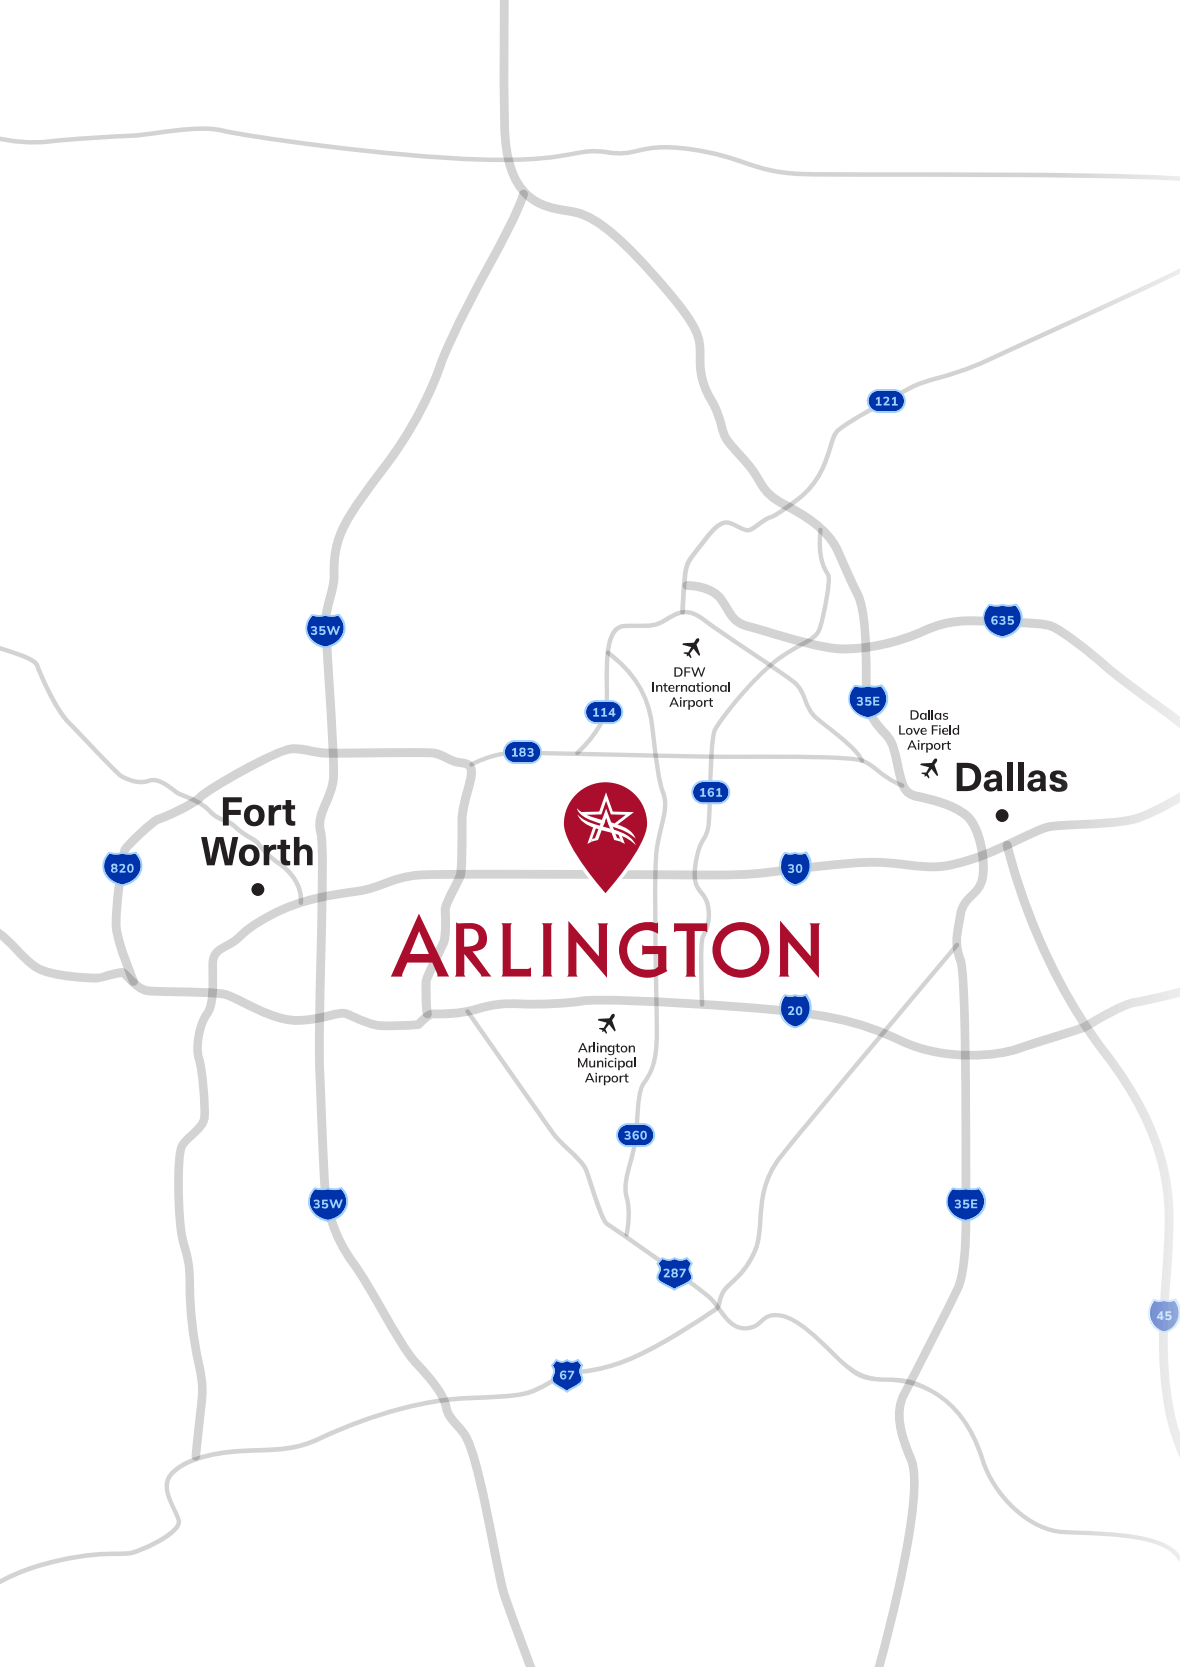 121
635
35W
DFW
International
Airport
35E
114
Dallas
Love Field
Airport
183
Dallas
161
Fort
Worth
820
30
ARLINGTON
20
Arlington
Municipal
Airport
360
35W
35E
287
45
67